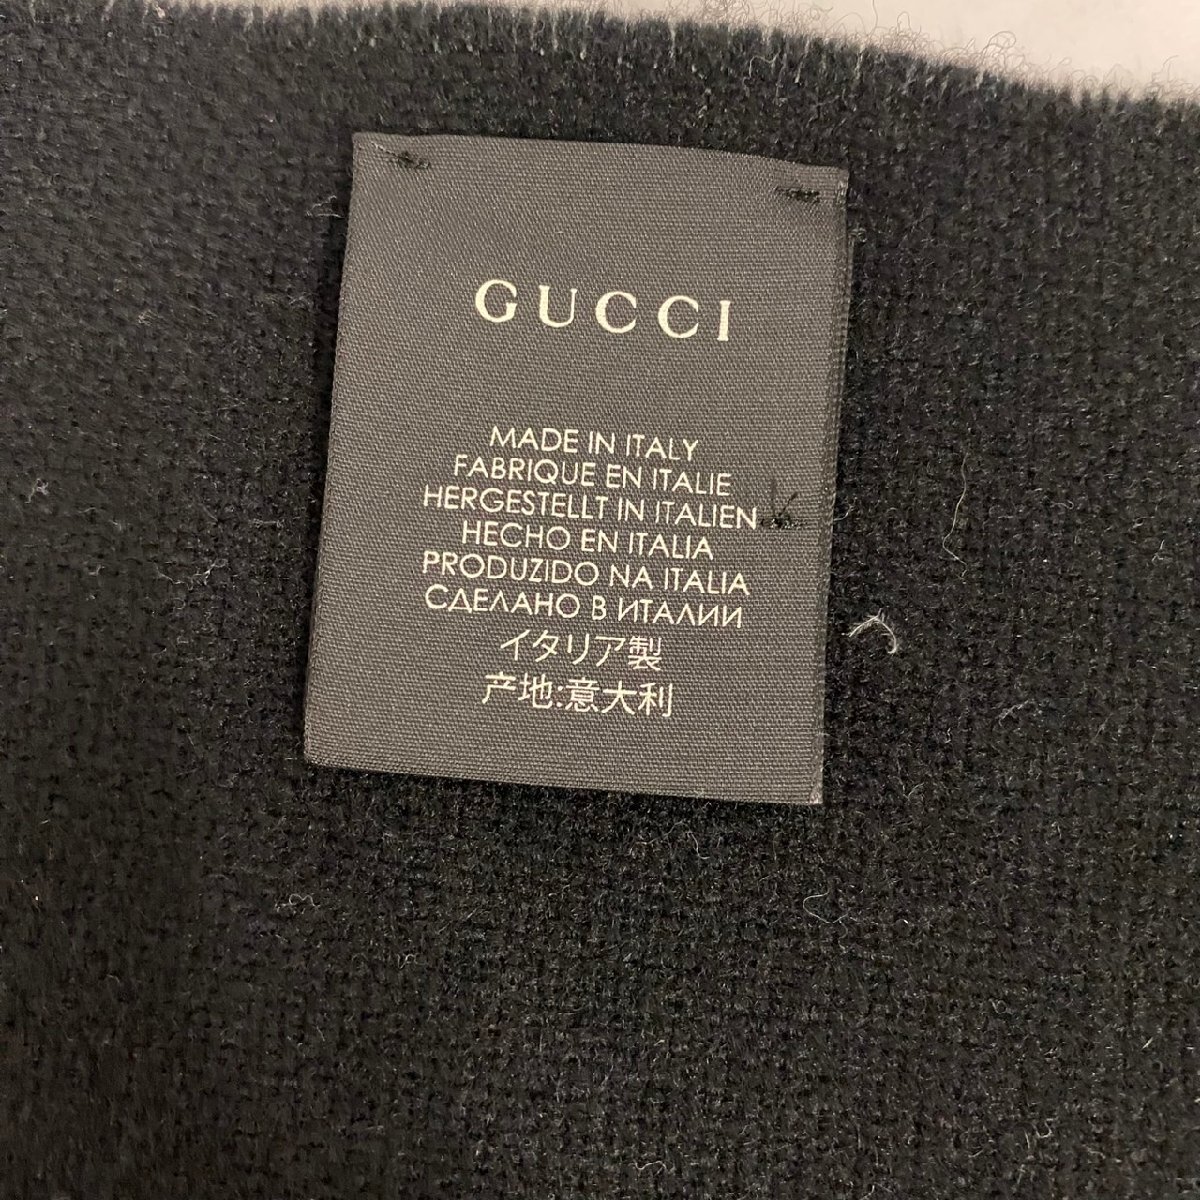 GUCCI
MADE IN ITALY
FABRIQUE EN ITALIE
HERGESTELLT IN ITALIEN
HECHO EN ITALIA
PRODUZIDO NA ITALIA
СДЕЛАНО В ИТАЛИИ
イタリア製
产地:意大利